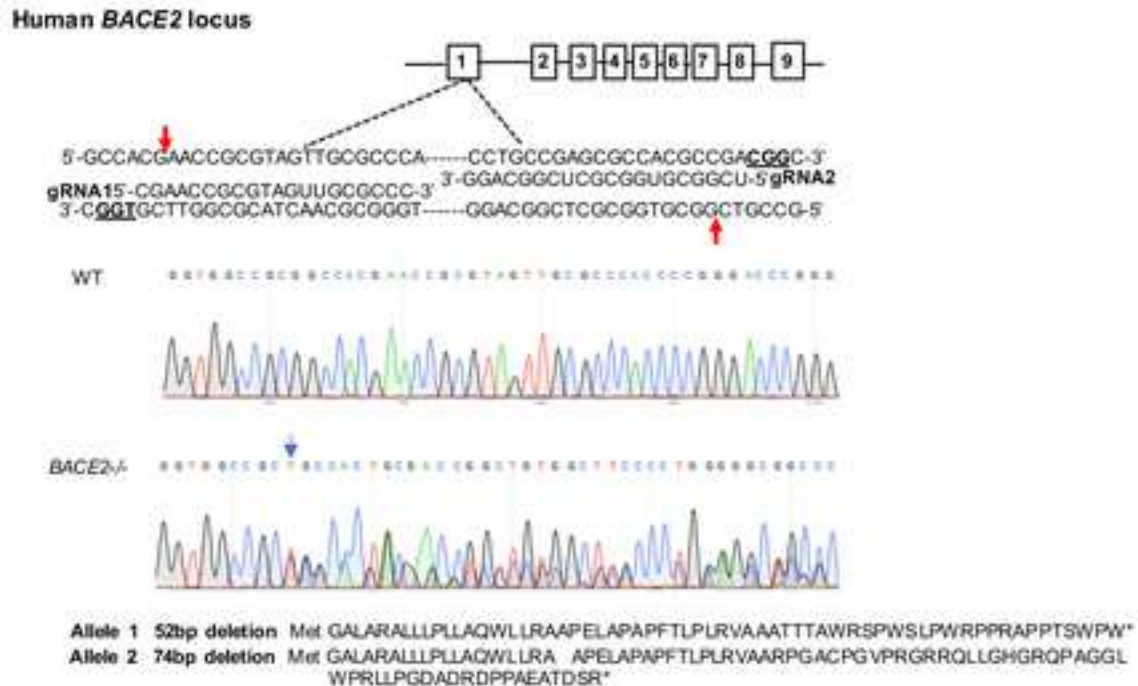 Human BACE2 locus
1 2 3 4 5 6 7 8 9
5'-GCCACGAACCGCGTAGTTGCGCCCA------CCTGCCGAGCGCCACGCCGACGGC-3'
3'-GGACGGCUCGCGGUGCGGCU-5' gRNA2
gRNA1 5'-CGAACCGCGTAGUUGCGCCC-3'
3'-CGGTGCTTGGCGCATCAACGCGGGT------GGACGGCTCGCGGTGCGGCTGCCG-5'
WT G G T G G C C G C G G C C A C G A A C C G C G T A G T T G C G C C C A C C C C C G G G A C C C G G G
BACE2-/- G G T G G C C G C T G C C A C T G C G A C C G G C T G T G G C T T C C C C T G G G G G C G G C C C
Allele 1 52bp deletion Met GALARALLLPLLAQWLLRAAPELAPAPFTLPLRVAAATTTAWRSPWSLPWRPPRAPPTSWPW*
Allele 2 74bp deletion Met GALARALLLPLLAQWLLRA APELAPAPFTLPLRVAARPGACPGVPRGRRQLLGHGRQPAGGL
WPRLLPGDADRDPPAEATDSR*